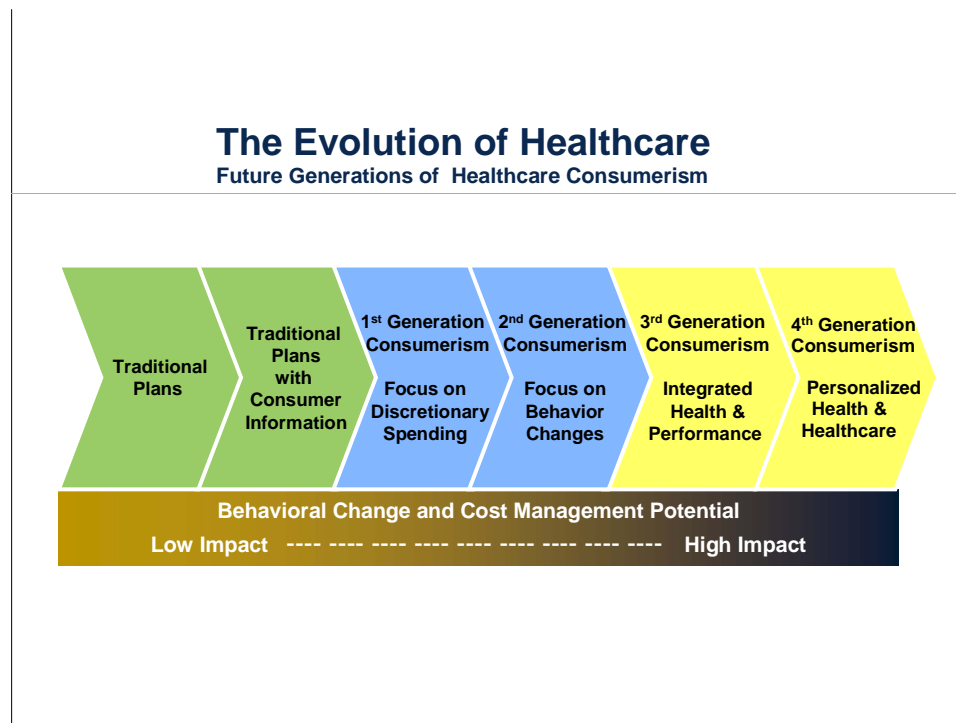 The Evolution of Healthcare
Future Generations of Healthcare Consumerism
Traditional
Plans
Traditional
Plans
with
Consumer
Information
1st Generation
Consumerism
Focus on
Discretionary
Spending
2nd Generation
Consumerism
Focus on
Behavior
Changes
3rd Generation
Consumerism
Integrated
Health &
Performance
4th Generation
Consumerism
Personalized
Health &
Healthcare
Behavioral Change and Cost Management Potential
Low Impact ---- ---- ---- ---- ---- ---- ---- ---- ---- High Impact